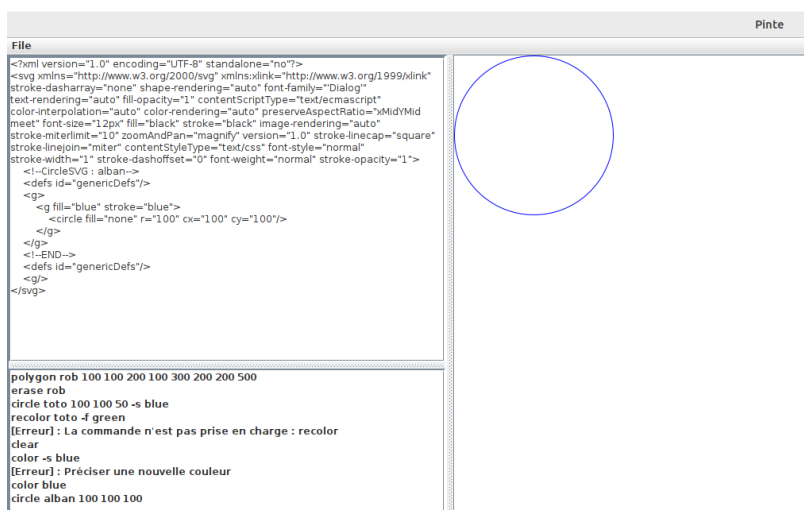 Pinte
File
<?xml version="1.0" encoding="UTF-8" standalone="no"?>
<svg xmlns="http://www.w3.org/2000/svg" xmlns:xlink="http://www.w3.org/1999/xlink"
stroke-dasharray="none" shape-rendering="auto" font-family="'Dialog'"
text-rendering="auto" fill-opacity="1" contentScriptType="text/ecmascript"
color-interpolation="auto" color-rendering="auto" preserveAspectRatio="xMidYMid
meet" font-size="12px" fill="black" stroke="black" image-rendering="auto"
stroke-miterlimit="10" zoomAndPan="magnify" version="1.0" stroke-linecap="square"
stroke-linejoin="miter" contentStyleType="text/css" font-style="normal"
stroke-width="1" stroke-dashoffset="0" font-weight="normal" stroke-opacity="1">
<!--CircleSVG : alban-->
<defs id="genericDefs"/>
<g>
<g fill="blue" stroke="blue">
<circle fill="none" r="100" cx="100" cy="100"/>
</g>
</g>
<!--END-->
<defs id="genericDefs"/>
<g/>
</svg>
polygon rob 100 100 200 100 300 200 200 500
erase rob
circle toto 100 100 50 -s blue
recolor toto -f green
[Erreur] : La commande n'est pas prise en charge : recolor
clear
color -s blue
[Erreur] : Préciser une nouvelle couleur
color blue
circle alban 100 100 100